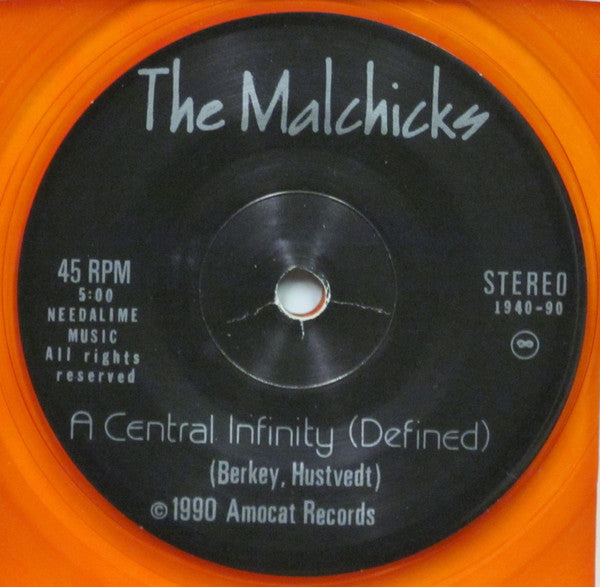 The Malchicks
45 RPM
5:00
NEEDALIME
MUSIC
All rights
reserved
STEREO
1940-90
A Central Infinity (Defined)
(Berkey, Hustvedt)
©1990 Amocat Records